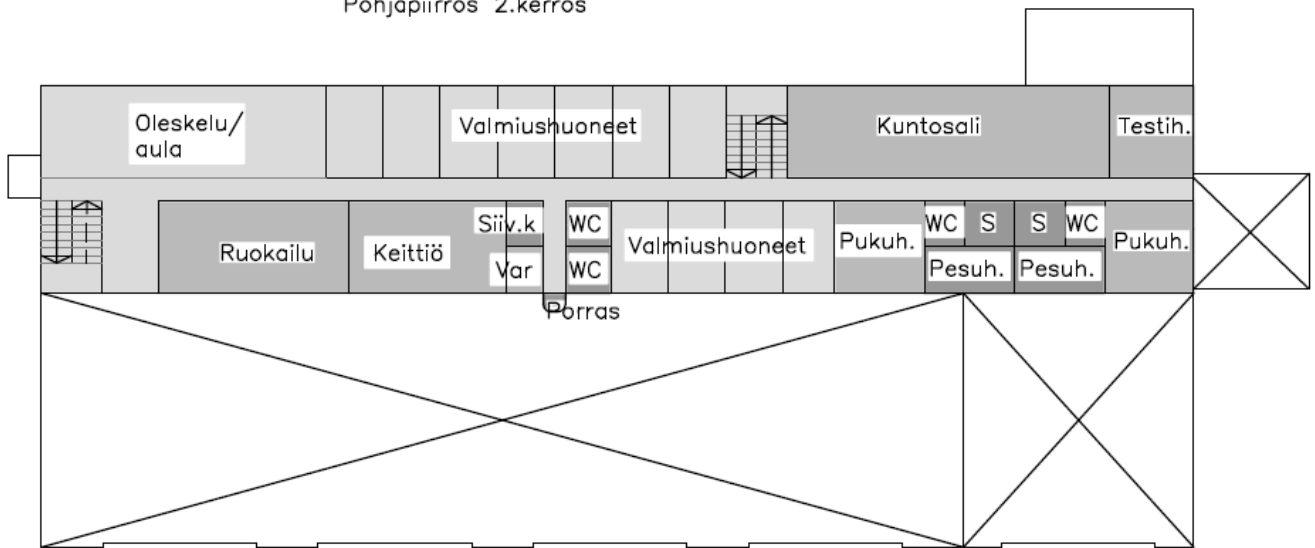 Pohjapiirros 2.kerros
Oleskelu/
aula
Valmiushuoneet
Kuntosali
Testih.
Ruokailu
Keittiö
Siiv.k
Var
WC
WC
Porras
Valmiushuoneet
Pukuh.
WC
S
S
WC
Pesuh.
Pesuh.
Pukuh.